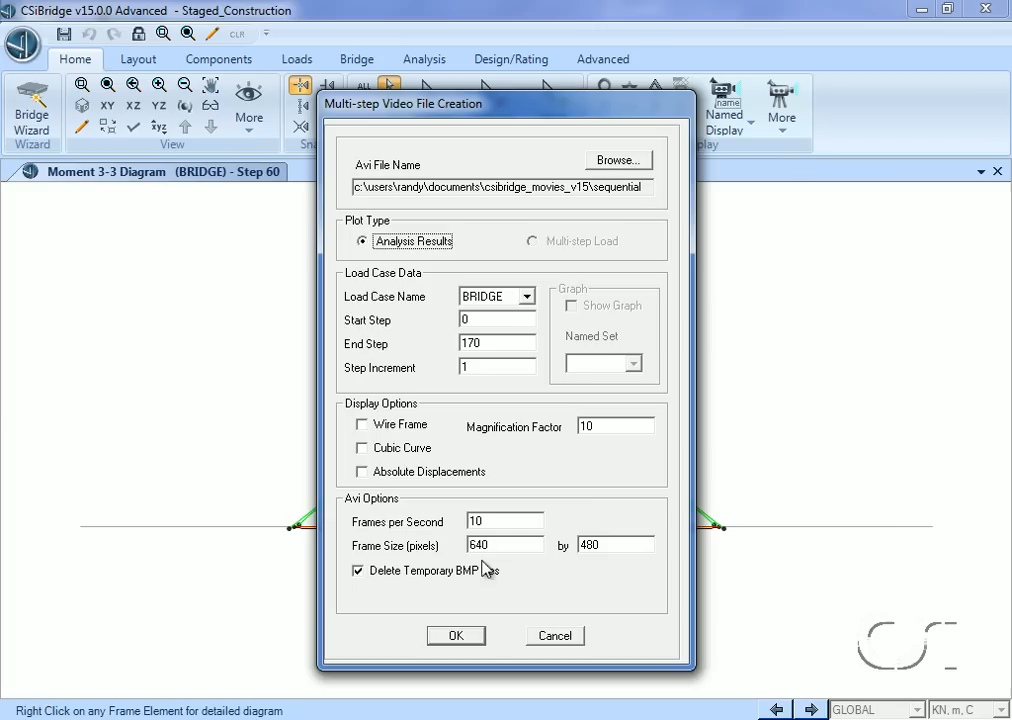 CSiBridge v15.0.0 Advanced - Staged_Construction
CLR
Home Layout Components Loads Bridge Analysis Design/Rating Advanced
Bridge
Wizard
Wizard
XY XZ YZ
xyz
More
View
ALL
name
Named
Display
More
Moment 3-3 Diagram (BRIDGE) - Step 60
Multi-step Video File Creation
Avi File Name
Browse...
c:\users\randy\documents\csibridge_movies_v15\sequential
Plot Type
Analysis Results
Multi-step Load
Load Case Data
Load Case Name
BRIDGE
Start Step
0
End Step
170
Step Increment
1
Graph
Show Graph
Named Set
Display Options
Wire Frame
Magnification Factor
10
Cubic Curve
Absolute Displacements
Avi Options
Frames per Second
10
Frame Size (pixels)
640
by
480
Delete Temporary BMP
OK
Cancel
CSI
Right Click on any Frame Element for detailed diagram
GLOBAL
KN, m, C